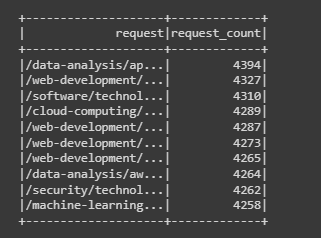 +--------------------+-------------+
|             request|request_count|
+--------------------+-------------+
|/data-analysis/ap...|         4394|
|/web-development/...|         4327|
|/software/technol...|         4310|
|/cloud-computing/...|         4289|
|/web-development/...|         4287|
|/web-development/...|         4273|
|/web-development/...|         4265|
|/data-analysis/aw...|         4264|
|/security/technol...|         4262|
|/machine-learning...|         4258|
+--------------------+-------------+